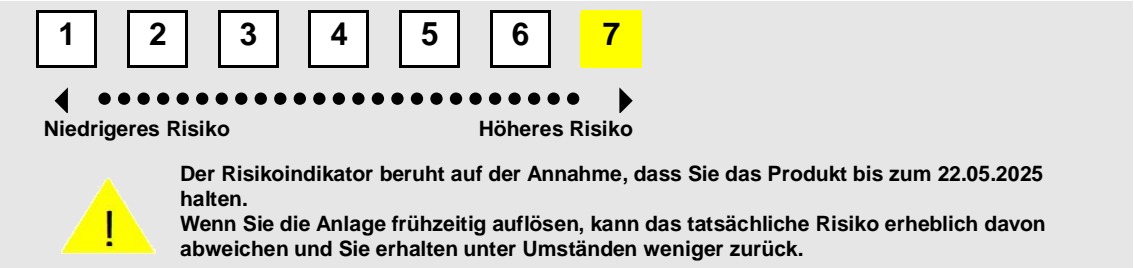 1 2 3 4 5 6 7
Niedrigeres Risiko Höheres Risiko
Der Risikoindikator beruht auf der Annahme, dass Sie das Produkt bis zum 22.05.2025
halten.
Wenn Sie die Anlage frühzeitig auflösen, kann das tatsächliche Risiko erheblich davon
abweichen und Sie erhalten unter Umständen weniger zurück.
!